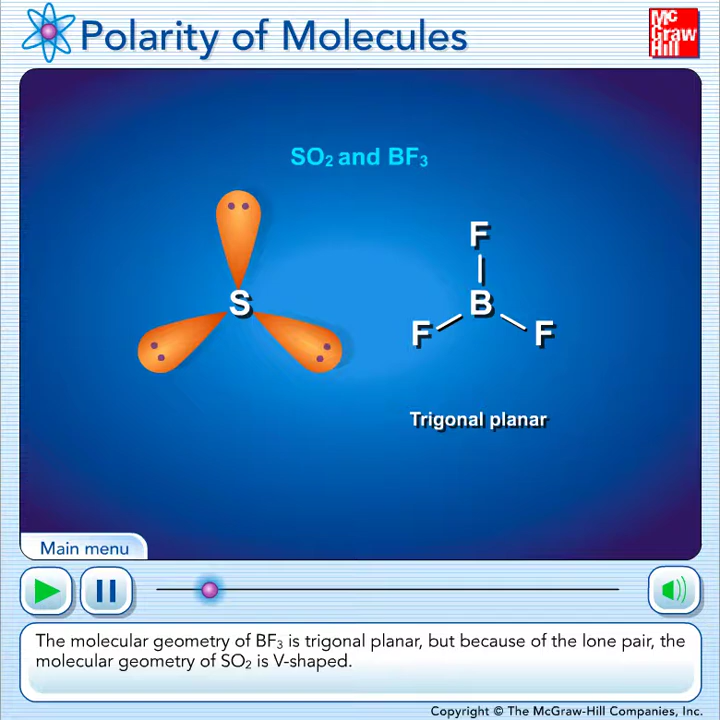 Polarity of Molecules
Mc
Graw
Hill
SO₂ and BF₃
S
F
B
F
F
Trigonal planar
Main menu
The molecular geometry of BF₃ is trigonal planar, but because of the lone pair, the
molecular geometry of SO₂ is V-shaped.
Copyright © The McGraw-Hill Companies, Inc.